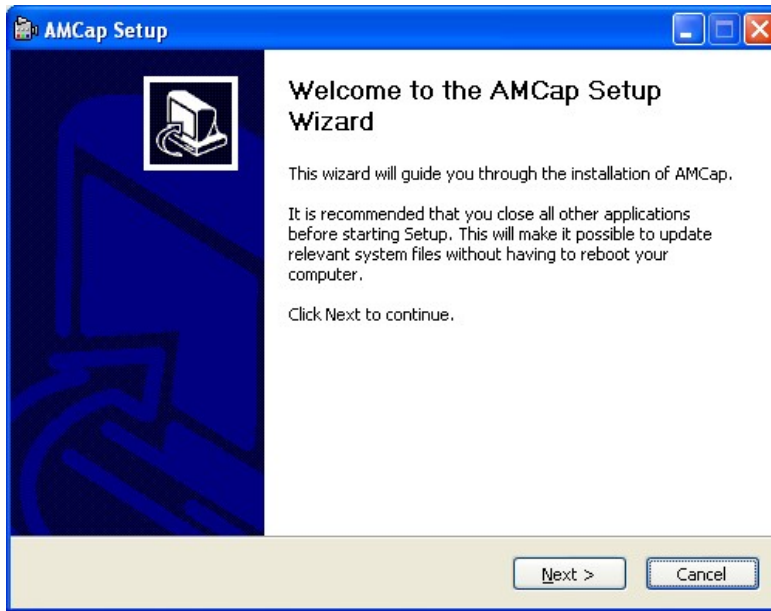 AMCap Setup
Welcome to the AMCap Setup
Wizard
This wizard will guide you through the installation of AMCap.
It is recommended that you close all other applications
before starting Setup. This will make it possible to update
relevant system files without having to reboot your
computer.
Click Next to continue.
Next >
Cancel